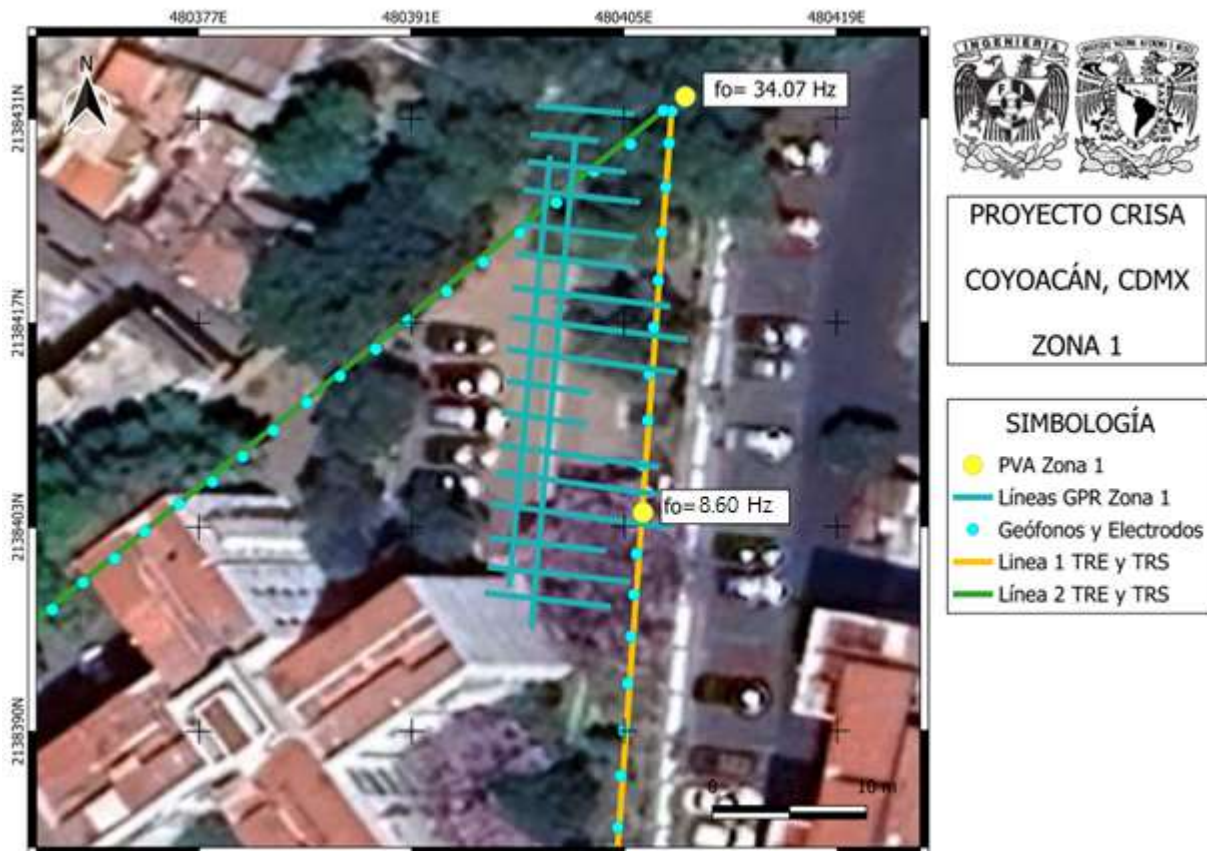 480377E 480391E 480405E 480419E
2138431N
2138417N
2138403N
2138390N
N
fo= 34.07 Hz
fo= 8.60 Hz
0 10 m
INGENIERIA
PROYECTO CRISA
COYOACÁN, CDMX
ZONA 1
SIMBOLOGÍA
PVA Zona 1
Líneas GPR Zona 1
Geófonos y Electrodos
Linea 1 TRE y TRS
Línea 2 TRE y TRS